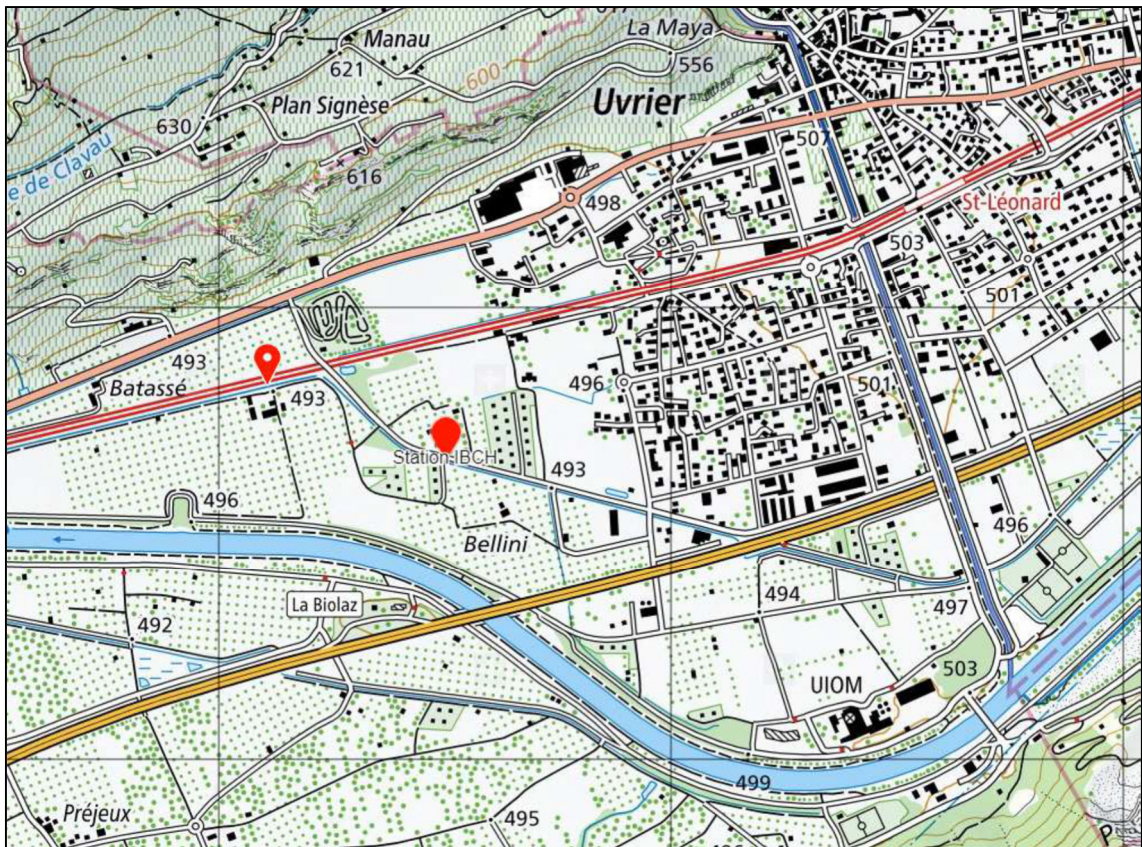 La Maya
Manau
621
600
556
Plan Signèse
Uvrier
630
507
e de Clavau
616
498
St-Léonard
503
501
493
Batassé
493
496
501
Station IBCH
493
496
496
Bellini
494
497
La Biolaz
492
503
UIOM
499
Préjeux
495